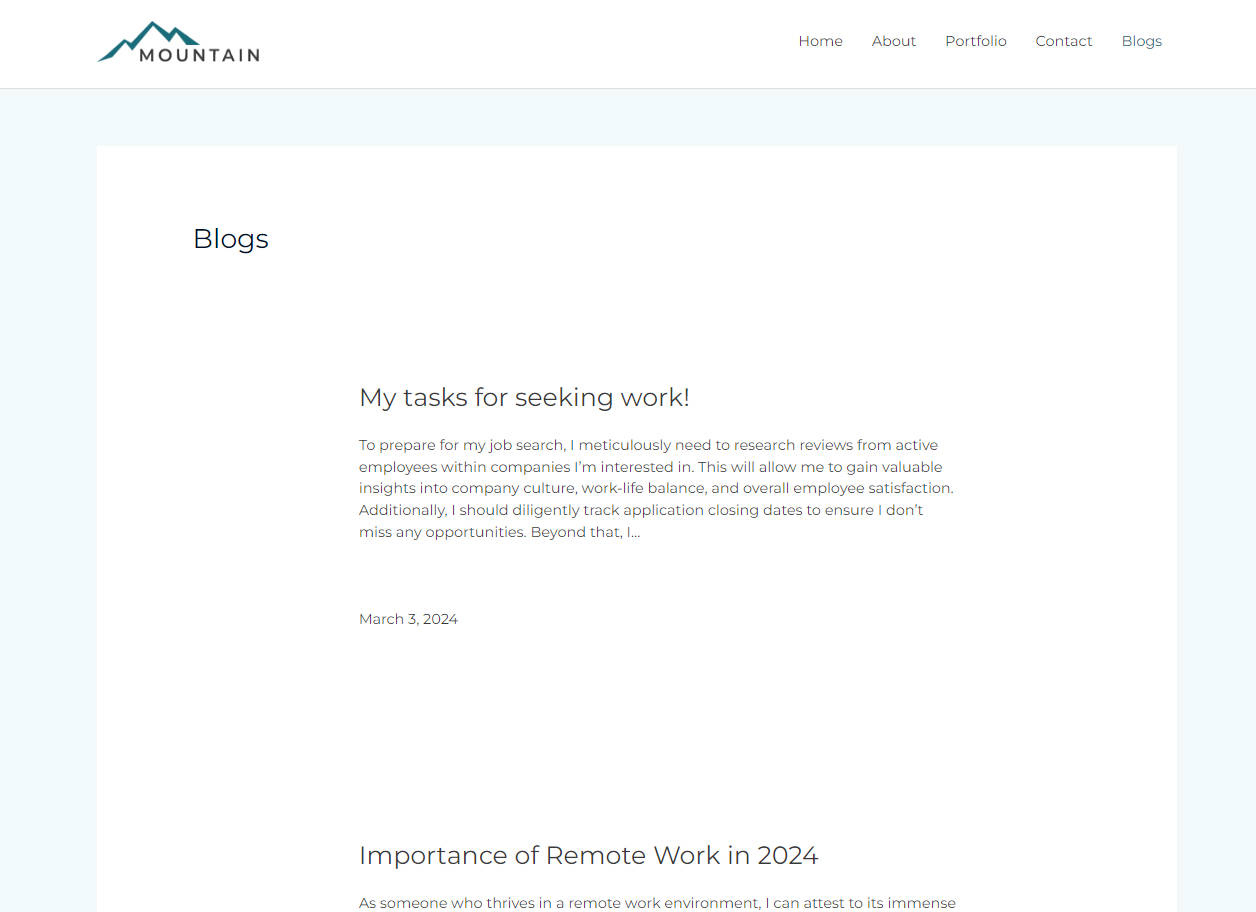 MOUNTAIN
Home About Portfolio Contact Blogs
Blogs
My tasks for seeking work!
To prepare for my job search, I meticulously need to research reviews from active
employees within companies I’m interested in. This will allow me to gain valuable
insights into company culture, work-life balance, and overall employee satisfaction.
Additionally, I should diligently track application closing dates to ensure I don’t
miss any opportunities. Beyond that, I…
March 3, 2024
Importance of Remote Work in 2024
As someone who thrives in a remote work environment, I can attest to its immense